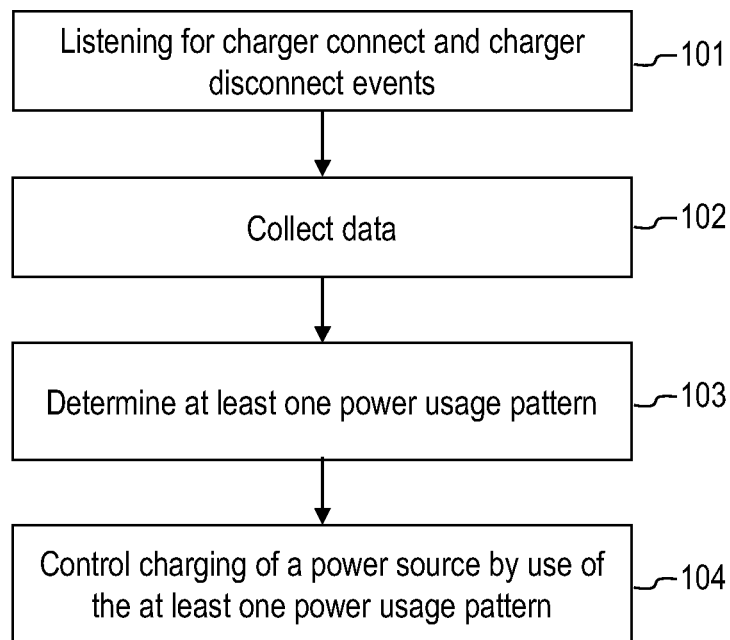 Listening for charger connect and charger
disconnect events
101
Collect data
102
Determine at least one power usage pattern
103
Control charging of a power source by use of
the at least one power usage pattern
104